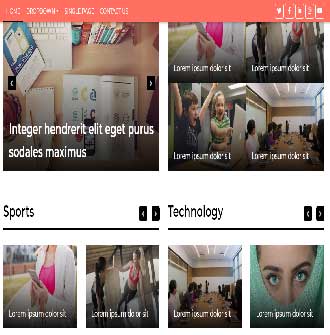 HOME DROPDOWN SINGLE PAGE CONTACT US
Lorem ipsum dolor sit
Lorem ipsum dolor sit
Integer hendrerit elit eget purus
sodales maximus
Lorem ipsum dolor sit
Lorem ipsum dolor sit
Sports
Technology
Lorem ipsum dolor sit
Lorem ipsum dolor sit
Lorem ipsum dolor sit
Lorem ipsum dolor sit